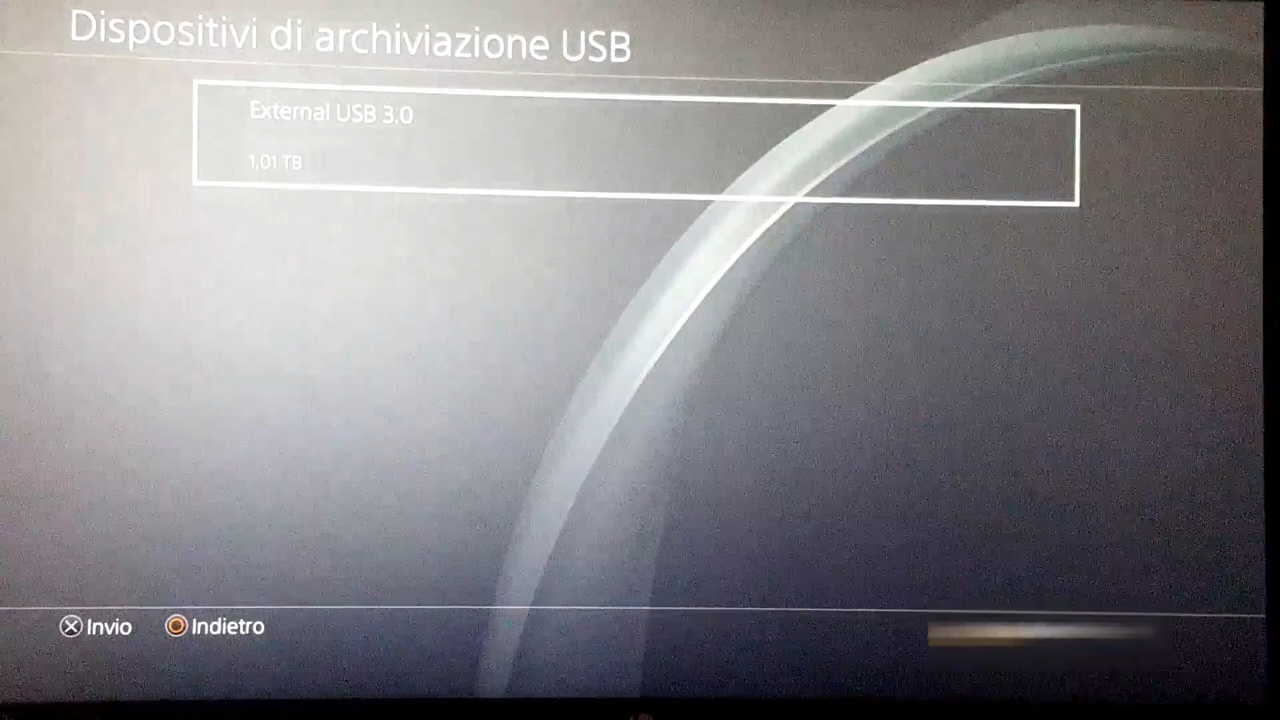 Dispositivi di archiviazione USB
External USB 3.0
1,01 TB
Invio Indietro